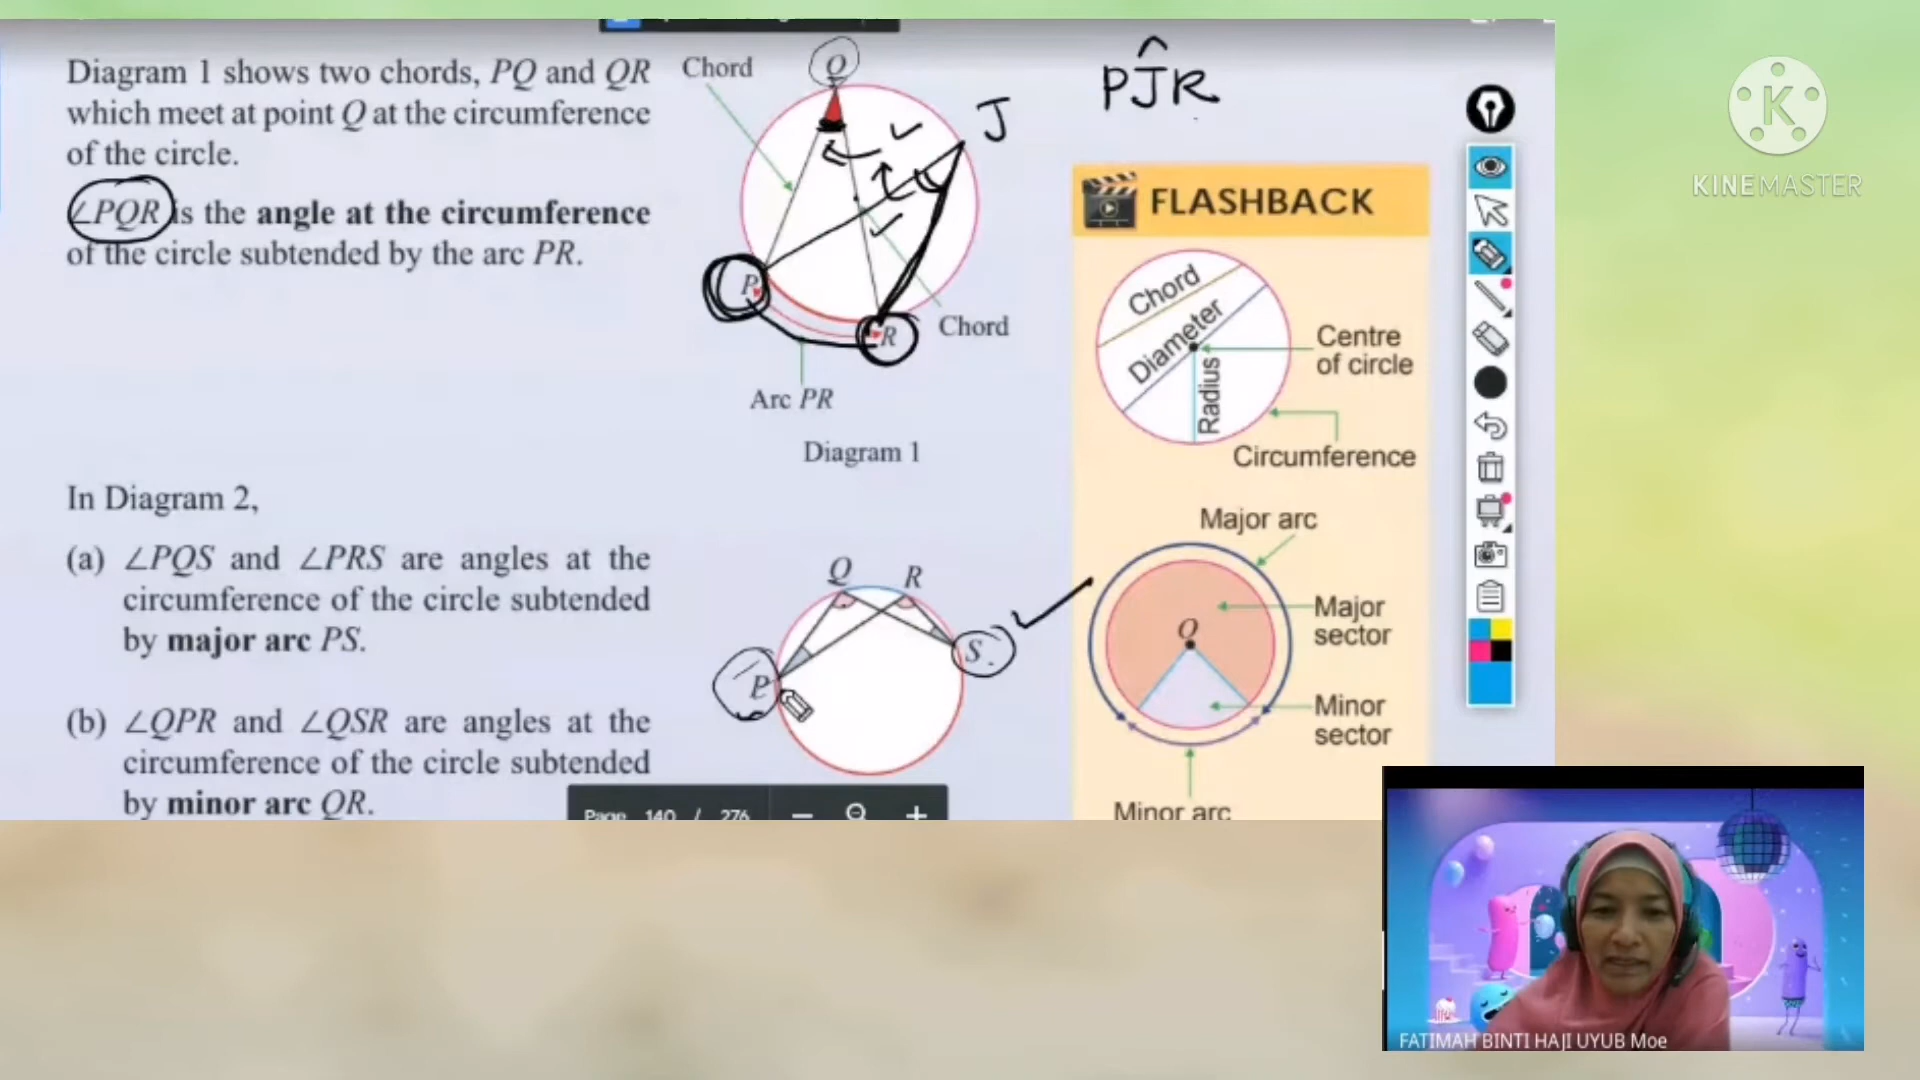 Diagram 1 shows two chords, PQ and QR
which meet at point Q at the circumference
of the circle.
∠PQR is the angle at the circumference
of the circle subtended by the arc PR.
Chord
Q
J
P
R
Chord
Arc PR
Diagram 1
PĴR
In Diagram 2,
(a) ∠PQS and ∠PRS are angles at the
circumference of the circle subtended
by major arc PS.
(b) ∠QPR and ∠QSR are angles at the
circumference of the circle subtended
by minor arc QR.
Q
R
P
S
Page 140 / 276
FLASHBACK
Chord
Diameter
Radius
Centre
of circle
Circumference
Major arc
O
Major
sector
Minor
sector
Minor arc
K
KINEMASTER
FATIMAH BINTI HAJI UYUB Moe